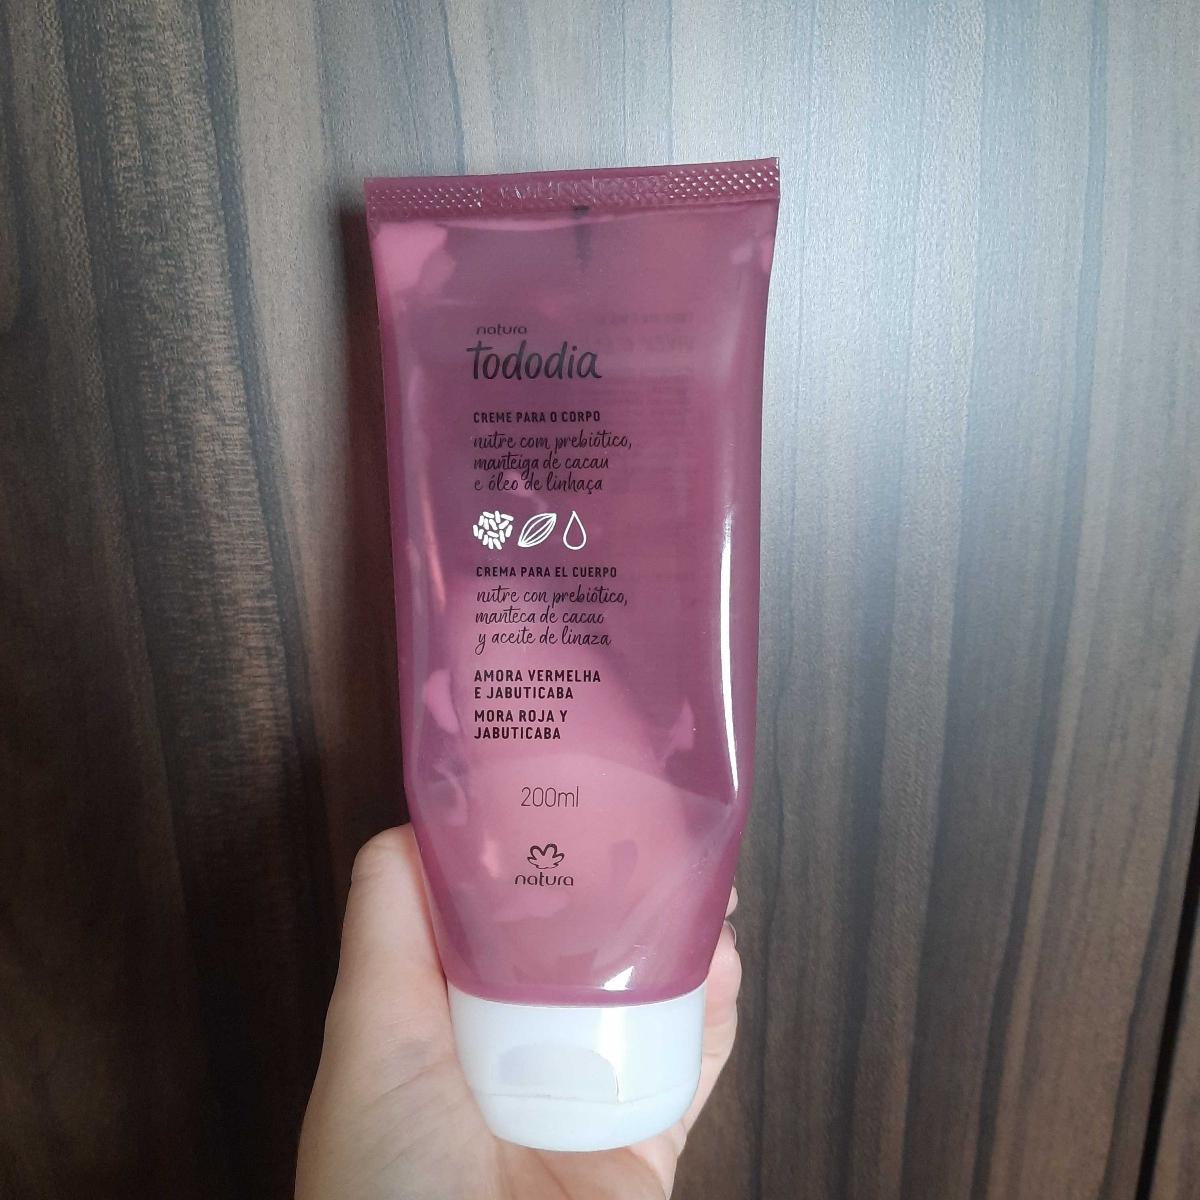 natura
tododia
CREME PARA O CORPO
nutre com prebiótico,
manteiga de cacau
e óleo de linhaça
CREMA PARA EL CUERPO
nutre con prebiótico,
manteca de cacao
y aceite de linaza
AMORA VERMELHA
E JABUTICABA
MORA ROJA Y
JABUTICABA
200ml
natura